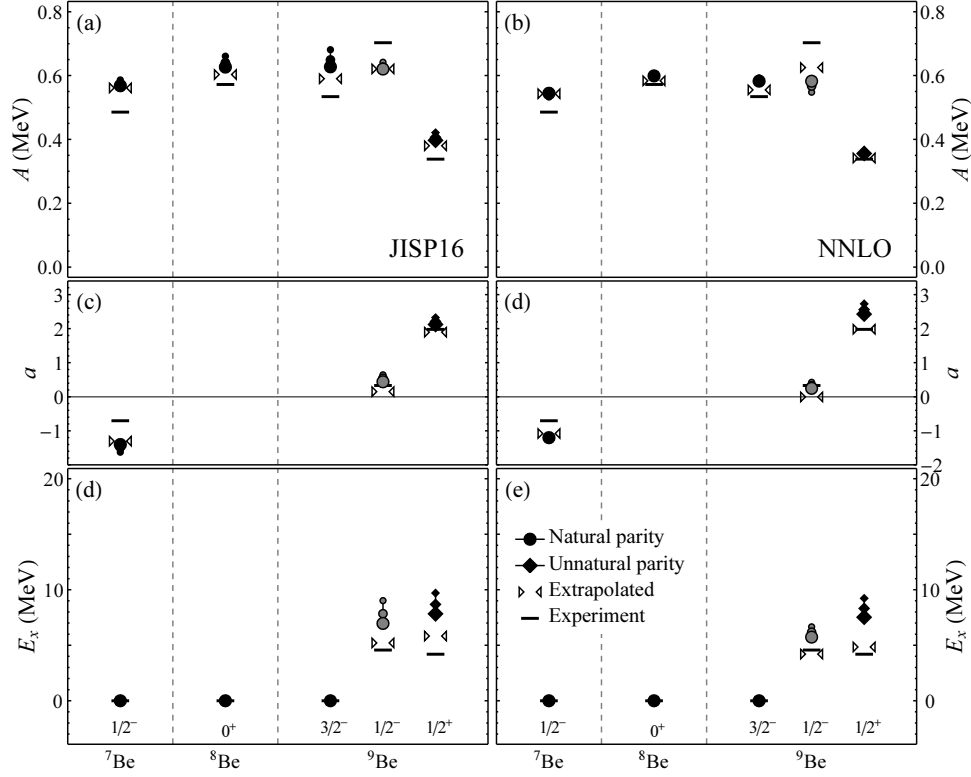 (a)
0.8
0.6
0.4
0.2
0.0
A (MeV)
JISP16
(b)
0.8
0.6
0.4
0.2
0.0
A (MeV)
NNLO
(c)
3
2
1
0
−1
a
(d)
3
2
1
0
−1
−2
a
(d)
20
10
0
E_x (MeV)
1/2⁻ 0⁺ 3/2⁻ 1/2⁻ 1/2⁺
⁷Be ⁸Be ⁹Be
(e)
Natural parity
Unnatural parity
Extrapolated
Experiment
20
10
0
E_x (MeV)
1/2⁻ 0⁺ 3/2⁻ 1/2⁻ 1/2⁺
⁷Be ⁸Be ⁹Be